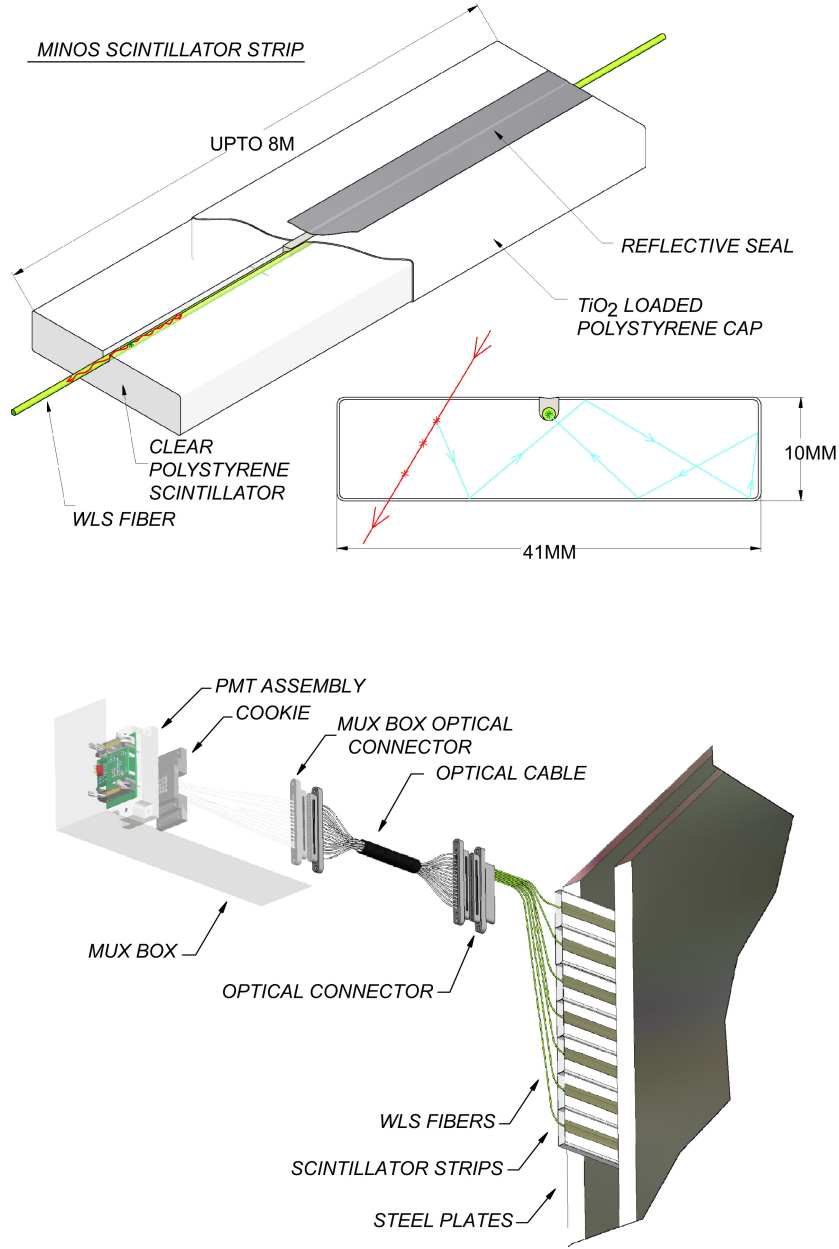 MINOS SCINTILLATOR STRIP
UPTO 8M
REFLECTIVE SEAL
TiO2 LOADED
POLYSTYRENE CAP
CLEAR
POLYSTYRENE
SCINTILLATOR
WLS FIBER
10MM
41MM
PMT ASSEMBLY
COOKIE
MUX BOX OPTICAL
CONNECTOR
OPTICAL CABLE
MUX BOX
OPTICAL CONNECTOR
WLS FIBERS
SCINTILLATOR STRIPS
STEEL PLATES